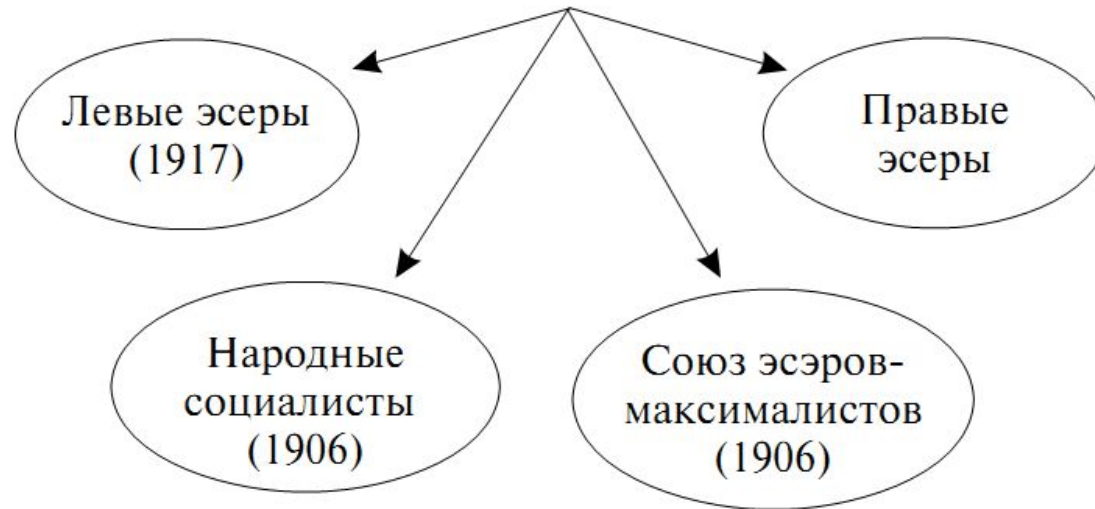 Левые эсеры
(1917)
Правые
эсеры
Народные
социалисты
(1906)
Союз эсэров-
максималистов
(1906)